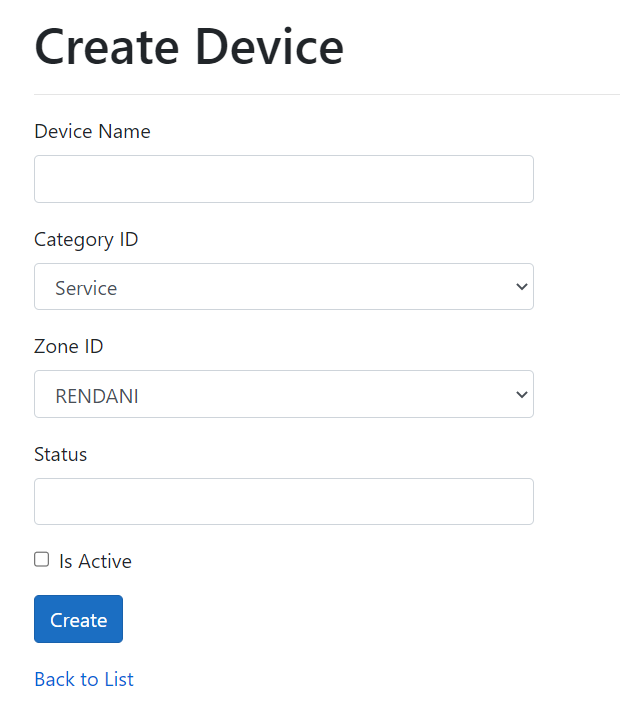 Create Device
Device Name
Category ID
Service
Zone ID
RENDANI
Status
Is Active
Create
Back to List